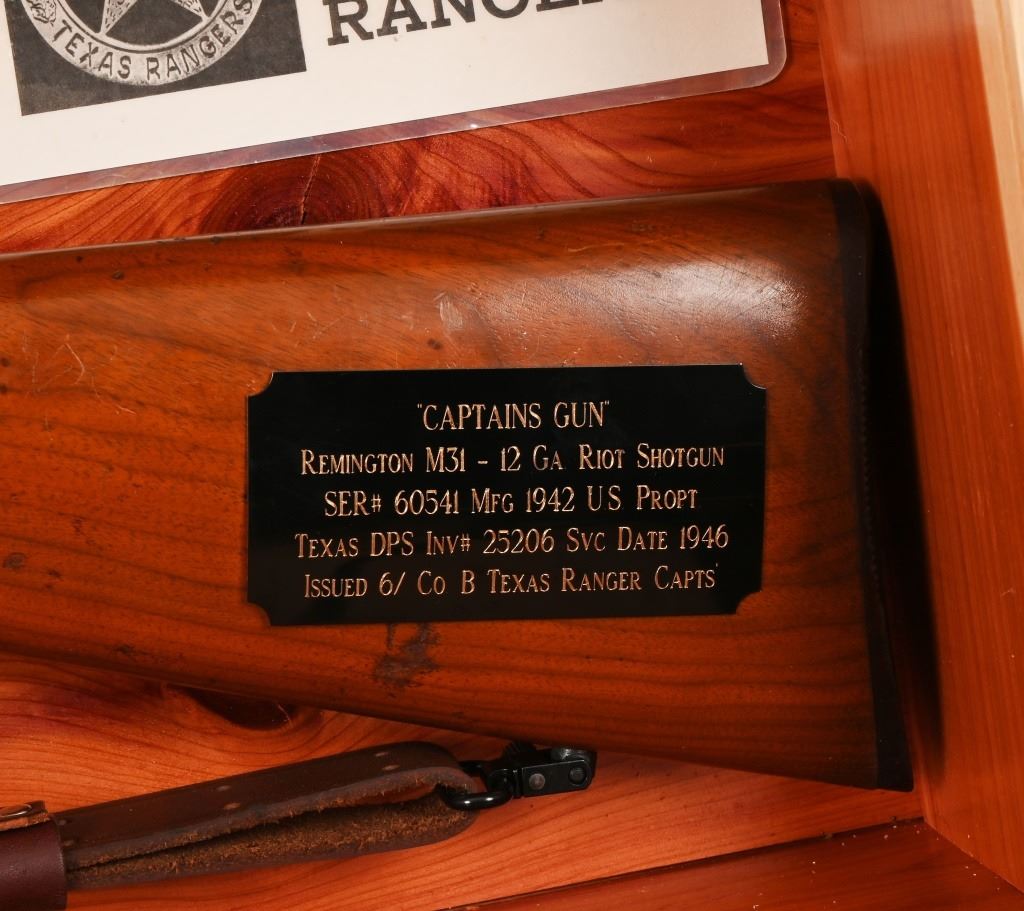 TEXAS RANGERS
"CAPTAINS GUN"
REMINGTON M31 - 12 GA RIOT SHOTGUN
SER# 60541 MFG 1942 US PROPT
TEXAS DPS INV# 25206 SVC DATE 1946
ISSUED 6/ CO B TEXAS RANGER CAPTS'